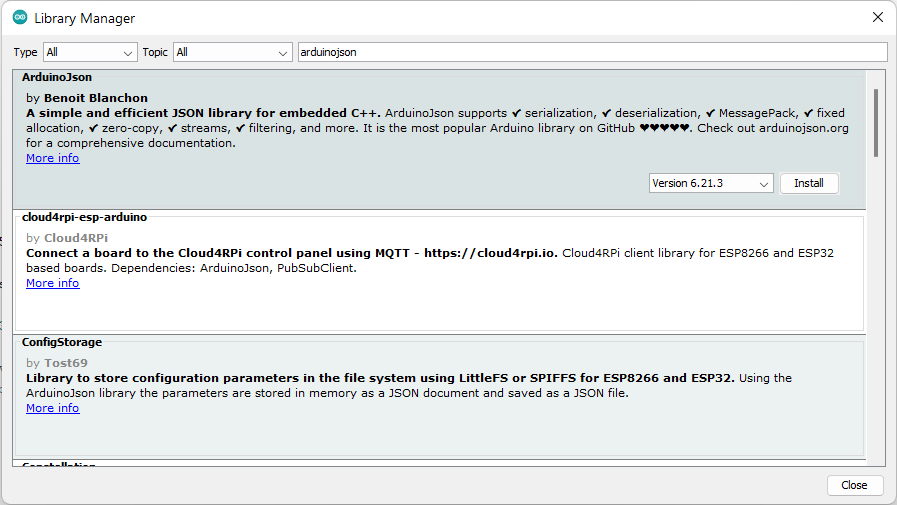 Library Manager
Type All Topic All arduinojson
ArduinoJson
by Benoit Blanchon
A simple and efficient JSON library for embedded C++. ArduinoJson supports ✔ serialization, ✔ deserialization, ✔ MessagePack, ✔ fixed
allocation, ✔ zero-copy, ✔ streams, ✔ filtering, and more. It is the most popular Arduino library on GitHub ❤❤❤❤❤. Check out arduinojson.org
for a comprehensive documentation.
More info
Version 6.21.3 Install
cloud4rpi-esp-arduino
by Cloud4RPi
Connect a board to the Cloud4RPi control panel using MQTT - https://cloud4rpi.io. Cloud4RPi client library for ESP8266 and ESP32
based boards. Dependencies: ArduinoJson, PubSubClient.
More info
ConfigStorage
by Tost69
Library to store configuration parameters in the file system using LittleFS or SPIFFS for ESP8266 and ESP32. Using the
ArduinoJson library the parameters are stored in memory as a JSON document and saved as a JSON file.
More info
Constellation
Close